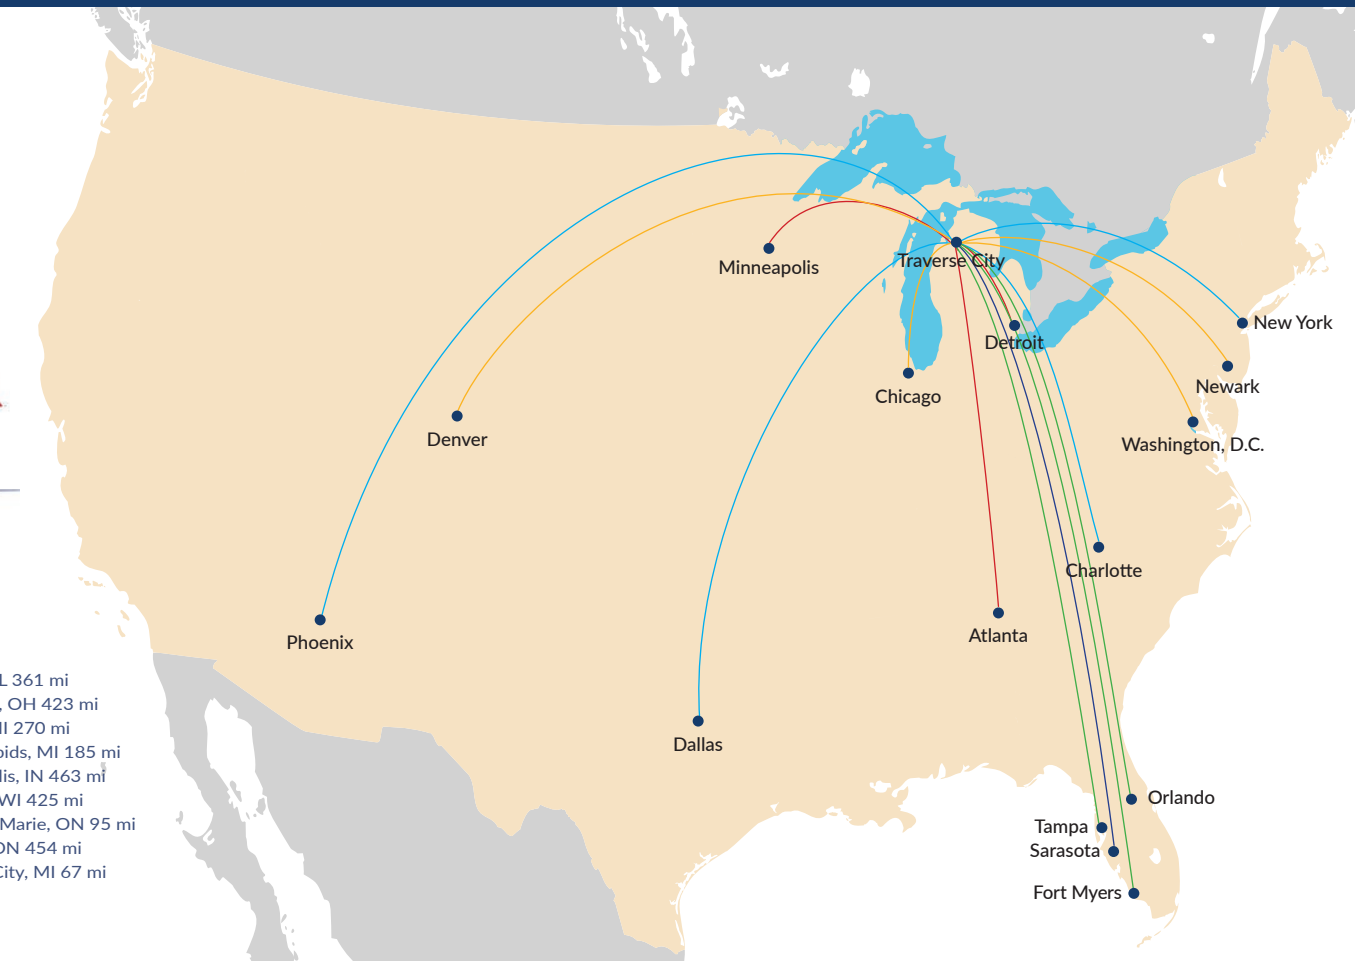 Minneapolis
Traverse City
New York
Detroit
Newark
Chicago
Denver
Washington, D.C.
Charlotte
Phoenix
Atlanta
L 361 mi
, OH 423 mi
MI 270 mi
Dallas
pids, MI 185 mi
lis, IN 463 mi
WI 425 mi
Orlando
Marie, ON 95 mi
Tampa
ON 454 mi
Sarasota
City, MI 67 mi
Fort Myers